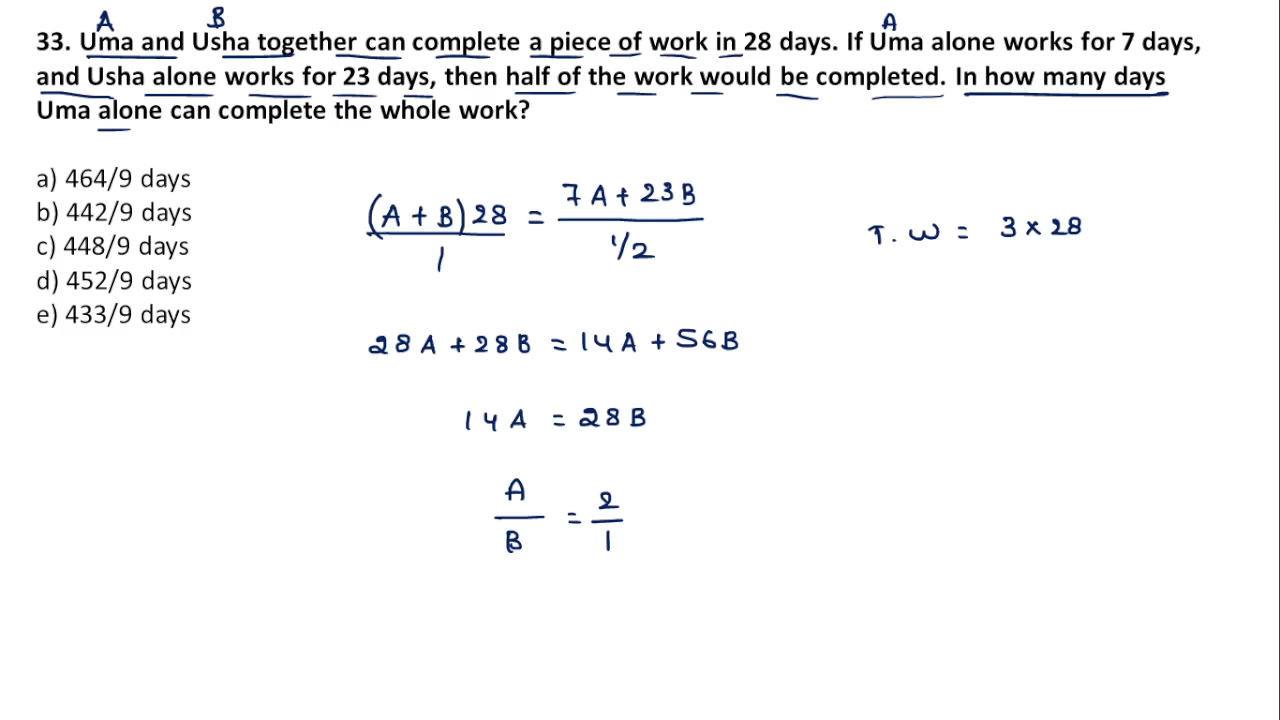 A B A
33. Uma and Usha together can complete a piece of work in 28 days. If Uma alone works for 7 days,
and Usha alone works for 23 days, then half of the work would be completed. In how many days
Uma alone can complete the whole work?
a) 464/9 days
b) 442/9 days
c) 448/9 days
d) 452/9 days
e) 433/9 days
(A + B) 28 / 1 = 7A + 23B / 1/2
T. W = 3 × 28
28A + 28B = 14A + 56B
14A = 28B
A / B = 2 / 1